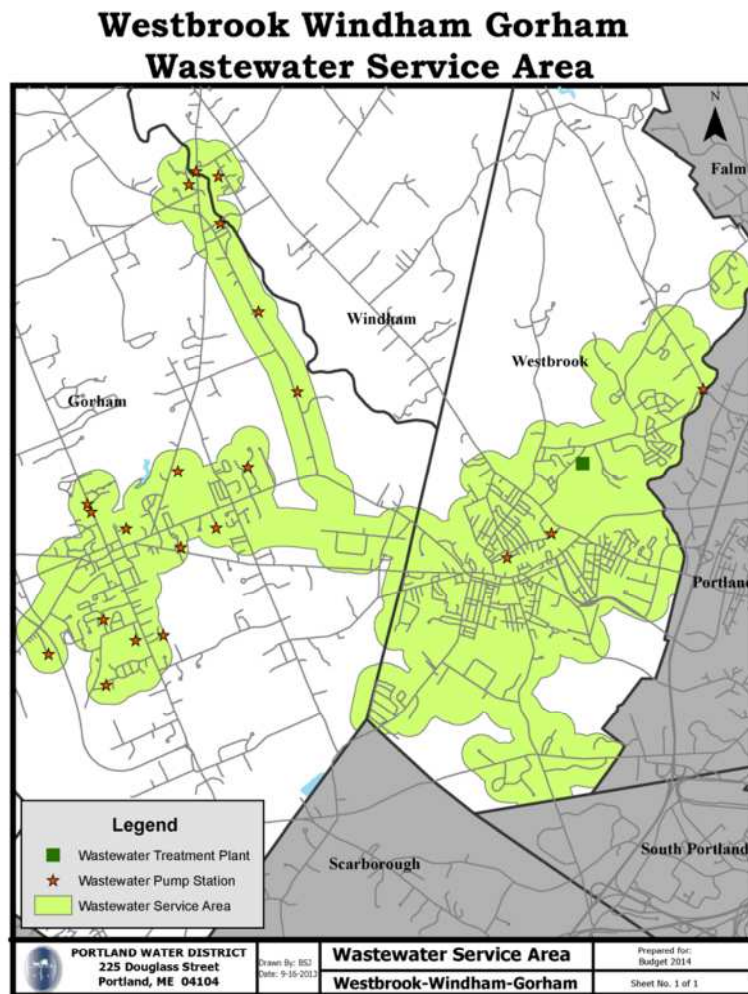 Westbrook Windham Gorham
Wastewater Service Area
N
Falm
Windham
Westbrook
Gorham
Portland
Scarborough
South Portland
Legend
Wastewater Treatment Plant
Wastewater Pump Station
Wastewater Service Area
PORTLAND WATER DISTRICT
225 Douglass Street
Portland, ME 04104
Drawn By: BSJ
Date: 9-16-2013
Wastewater Service Area
Westbrook-Windham-Gorham
Prepared for:
Budget 2014
Sheet No. 1 of 1